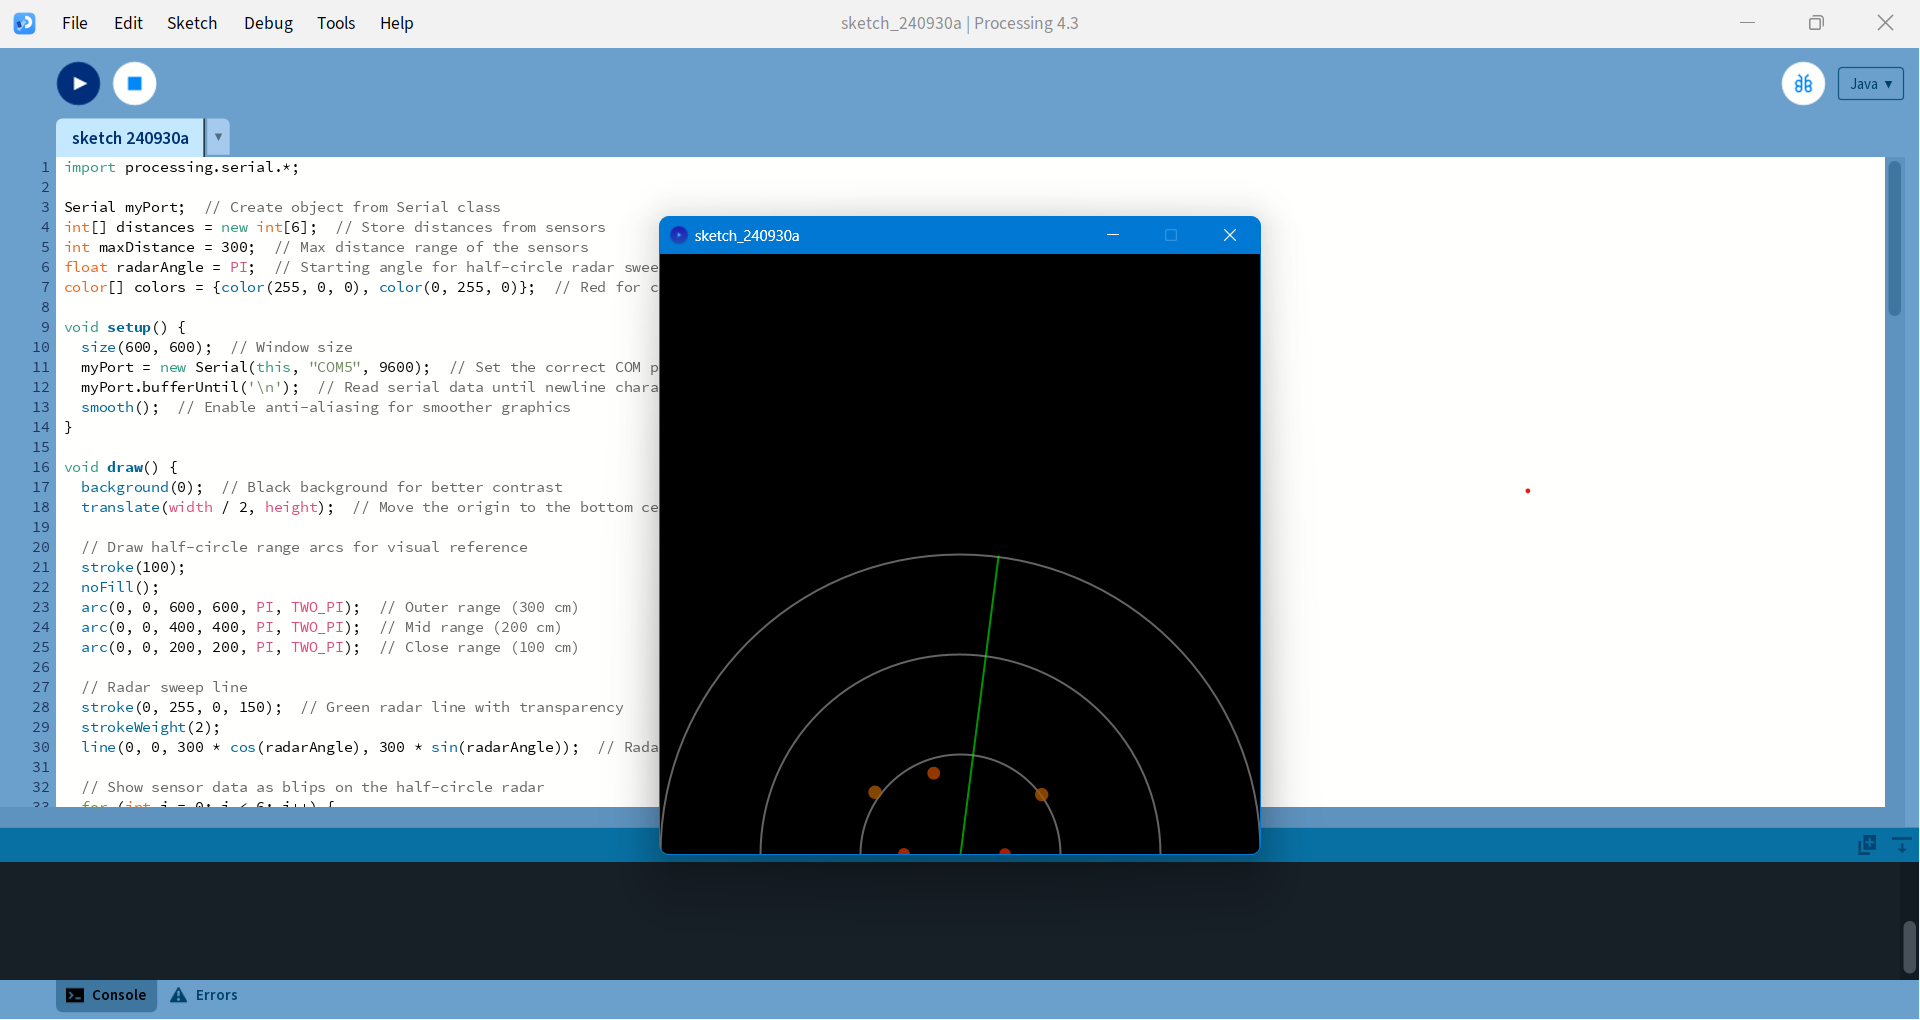 File Edit Sketch Debug Tools Help
sketch_240930a | Processing 4.3
Java ▾
sketch 240930a ▾
1 import processing.serial.*;
2
3 Serial myPort;  // Create object from Serial class
4 int[] distances = new int[6];  // Store distances from sensors
5 int maxDistance = 300;  // Max distance range of the sensors
6 float radarAngle = PI;  // Starting angle for half-circle radar swee
7 color[] colors = {color(255, 0, 0), color(0, 255, 0)};  // Red for c
8
9 void setup() {
10   size(600, 600);  // Window size
11   myPort = new Serial(this, "COM5", 9600);  // Set the correct COM p
12   myPort.bufferUntil('\n');  // Read serial data until newline chara
13   smooth();  // Enable anti-aliasing for smoother graphics
14 }
15
16 void draw() {
17   background(0);  // Black background for better contrast
18   translate(width / 2, height);  // Move the origin to the bottom ce
19
20   // Draw half-circle range arcs for visual reference
21   stroke(100);
22   noFill();
23   arc(0, 0, 600, 600, PI, TWO_PI);  // Outer range (300 cm)
24   arc(0, 0, 400, 400, PI, TWO_PI);  // Mid range (200 cm)
25   arc(0, 0, 200, 200, PI, TWO_PI);  // Close range (100 cm)
26
27   // Radar sweep line
28   stroke(0, 255, 0, 150);  // Green radar line with transparency
29   strokeWeight(2);
30   line(0, 0, 300 * cos(radarAngle), 300 * sin(radarAngle));  // Rada
31
32   // Show sensor data as blips on the half-circle radar
33   for (int i = 0; i < 6; i++) {
sketch_240930a
Console
Errors